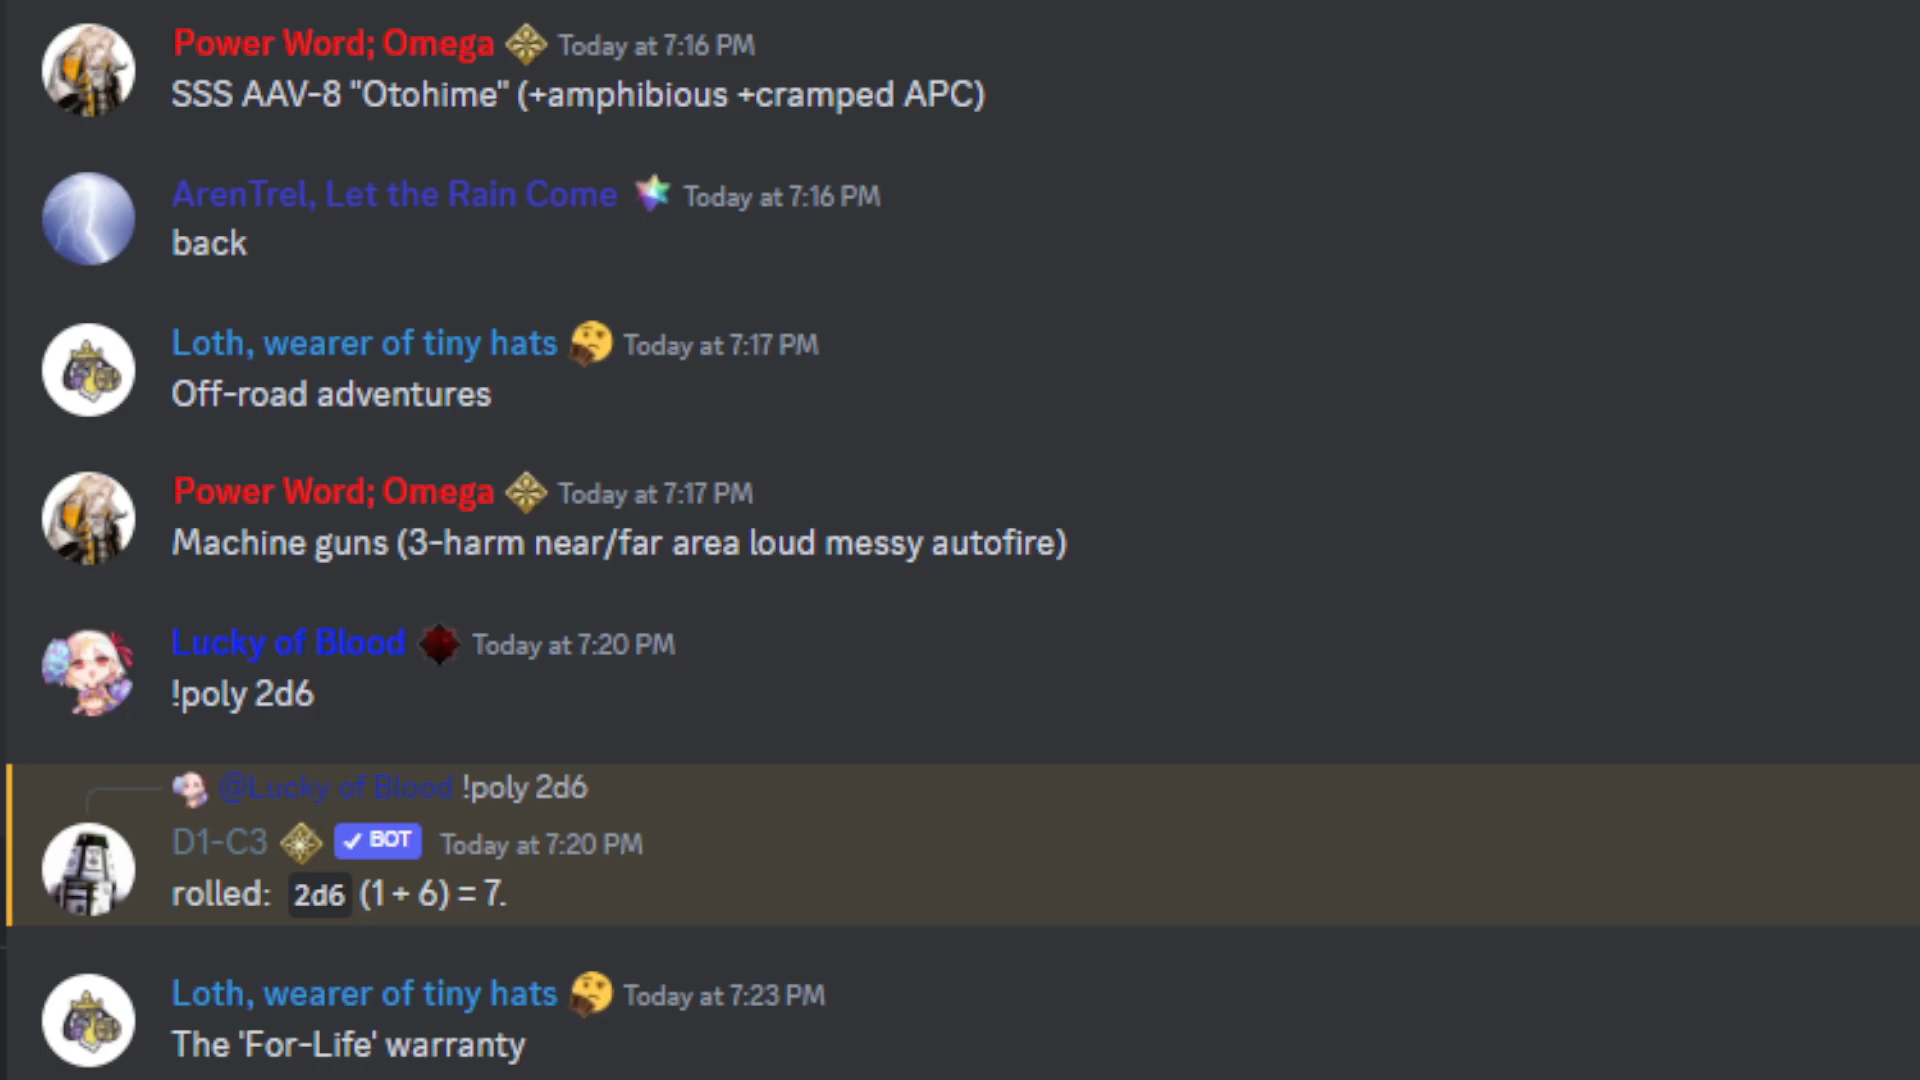 Power Word; Omega Today at 7:16 PM
SSS AAV-8 "Otohime" (+amphibious +cramped APC)
ArenTrel, Let the Rain Come Today at 7:16 PM
back
Loth, wearer of tiny hats Today at 7:17 PM
Off-road adventures
Power Word; Omega Today at 7:17 PM
Machine guns (3-harm near/far area loud messy autofire)
Lucky of Blood Today at 7:20 PM
!poly 2d6
@Lucky of Blood !poly 2d6
D1-C3 ✓ BOT Today at 7:20 PM
rolled: 2d6 (1 + 6) = 7.
Loth, wearer of tiny hats Today at 7:23 PM
The 'For-Life' warranty